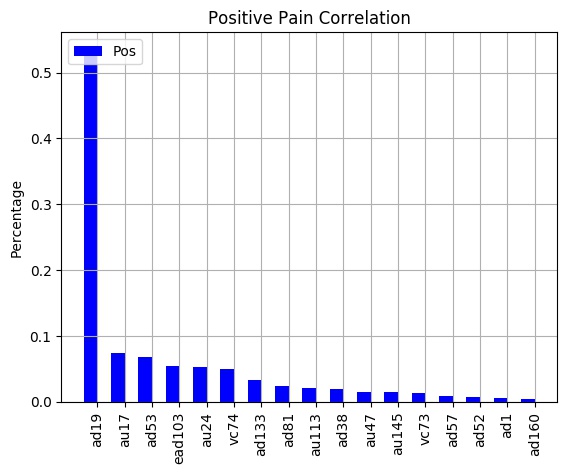 Positive Pain Correlation
Pos
Percentage
0.5
0.4
0.3
0.2
0.1
0.0
ad19
au17
ad53
ead103
au24
vc74
ad133
ad81
au113
ad38
au47
au145
vc73
ad57
ad52
ad1
ad160